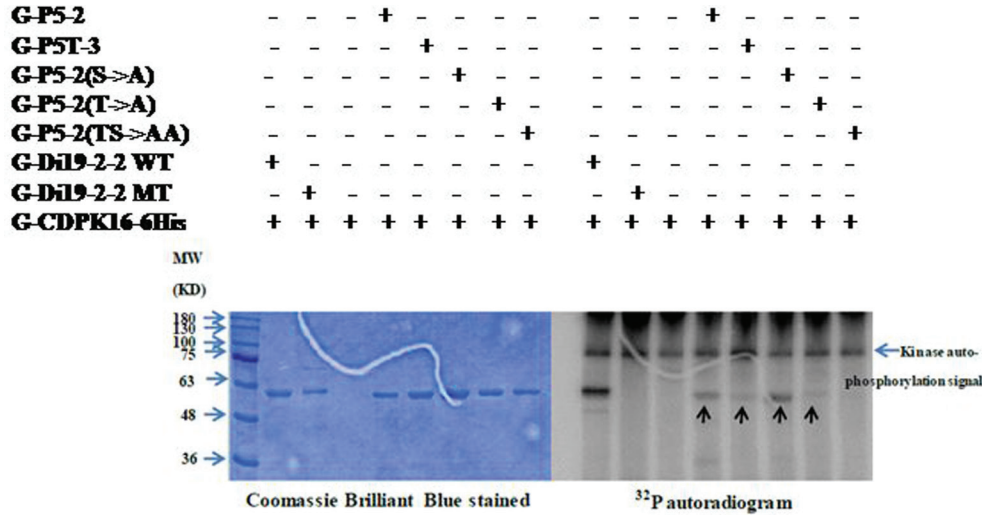 G-P5-2 - - - + - - - - - - - + - - - -
G-P5T-3 - - - - + - - - - - - - + - - -
G-P5-2(S->A) - - - - - + - - - - - - - + - -
G-P5-2(T->A) - - - - - - + - - - - - - - + -
G-P5-2(TS->AA) - - - - - - - + - - - - - - - +
G-Di19-2-2 WT + - - - - - - - + - - - - - - -
G-Di19-2-2 MT - + - - - - - - - + - - - - - -
G-CDPK16-6His + + + + + + + + + + + + + + + +
MW
(KD)
180
130
100
75
63
48
36
Kinase auto-
phosphorylation signal
Coomassie Brilliant Blue stained
32P autoradiogram